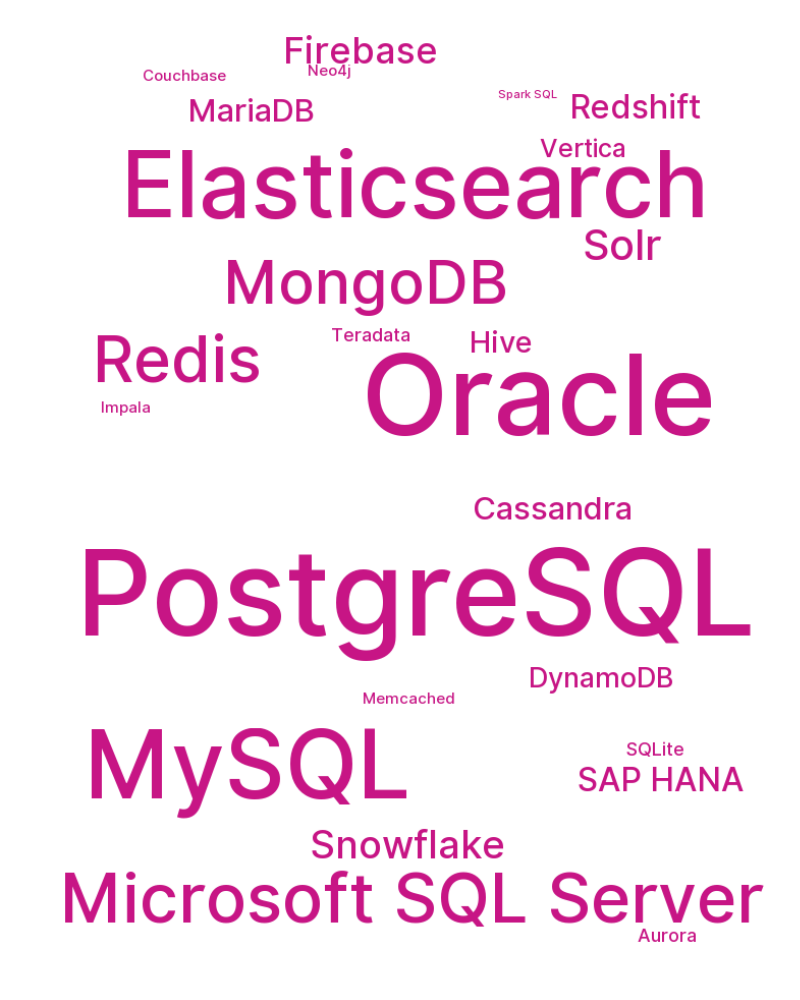 Firebase
Neo4j
Couchbase
Spark SQL
MariaDB
Redshift
Vertica
Elasticsearch
Solr
MongoDB
Teradata
Hive
Redis
Oracle
Impala
Cassandra
PostgreSQL
DynamoDB
Memcached
MySQL
SQLite
SAP HANA
Snowflake
Microsoft SQL Server
Aurora